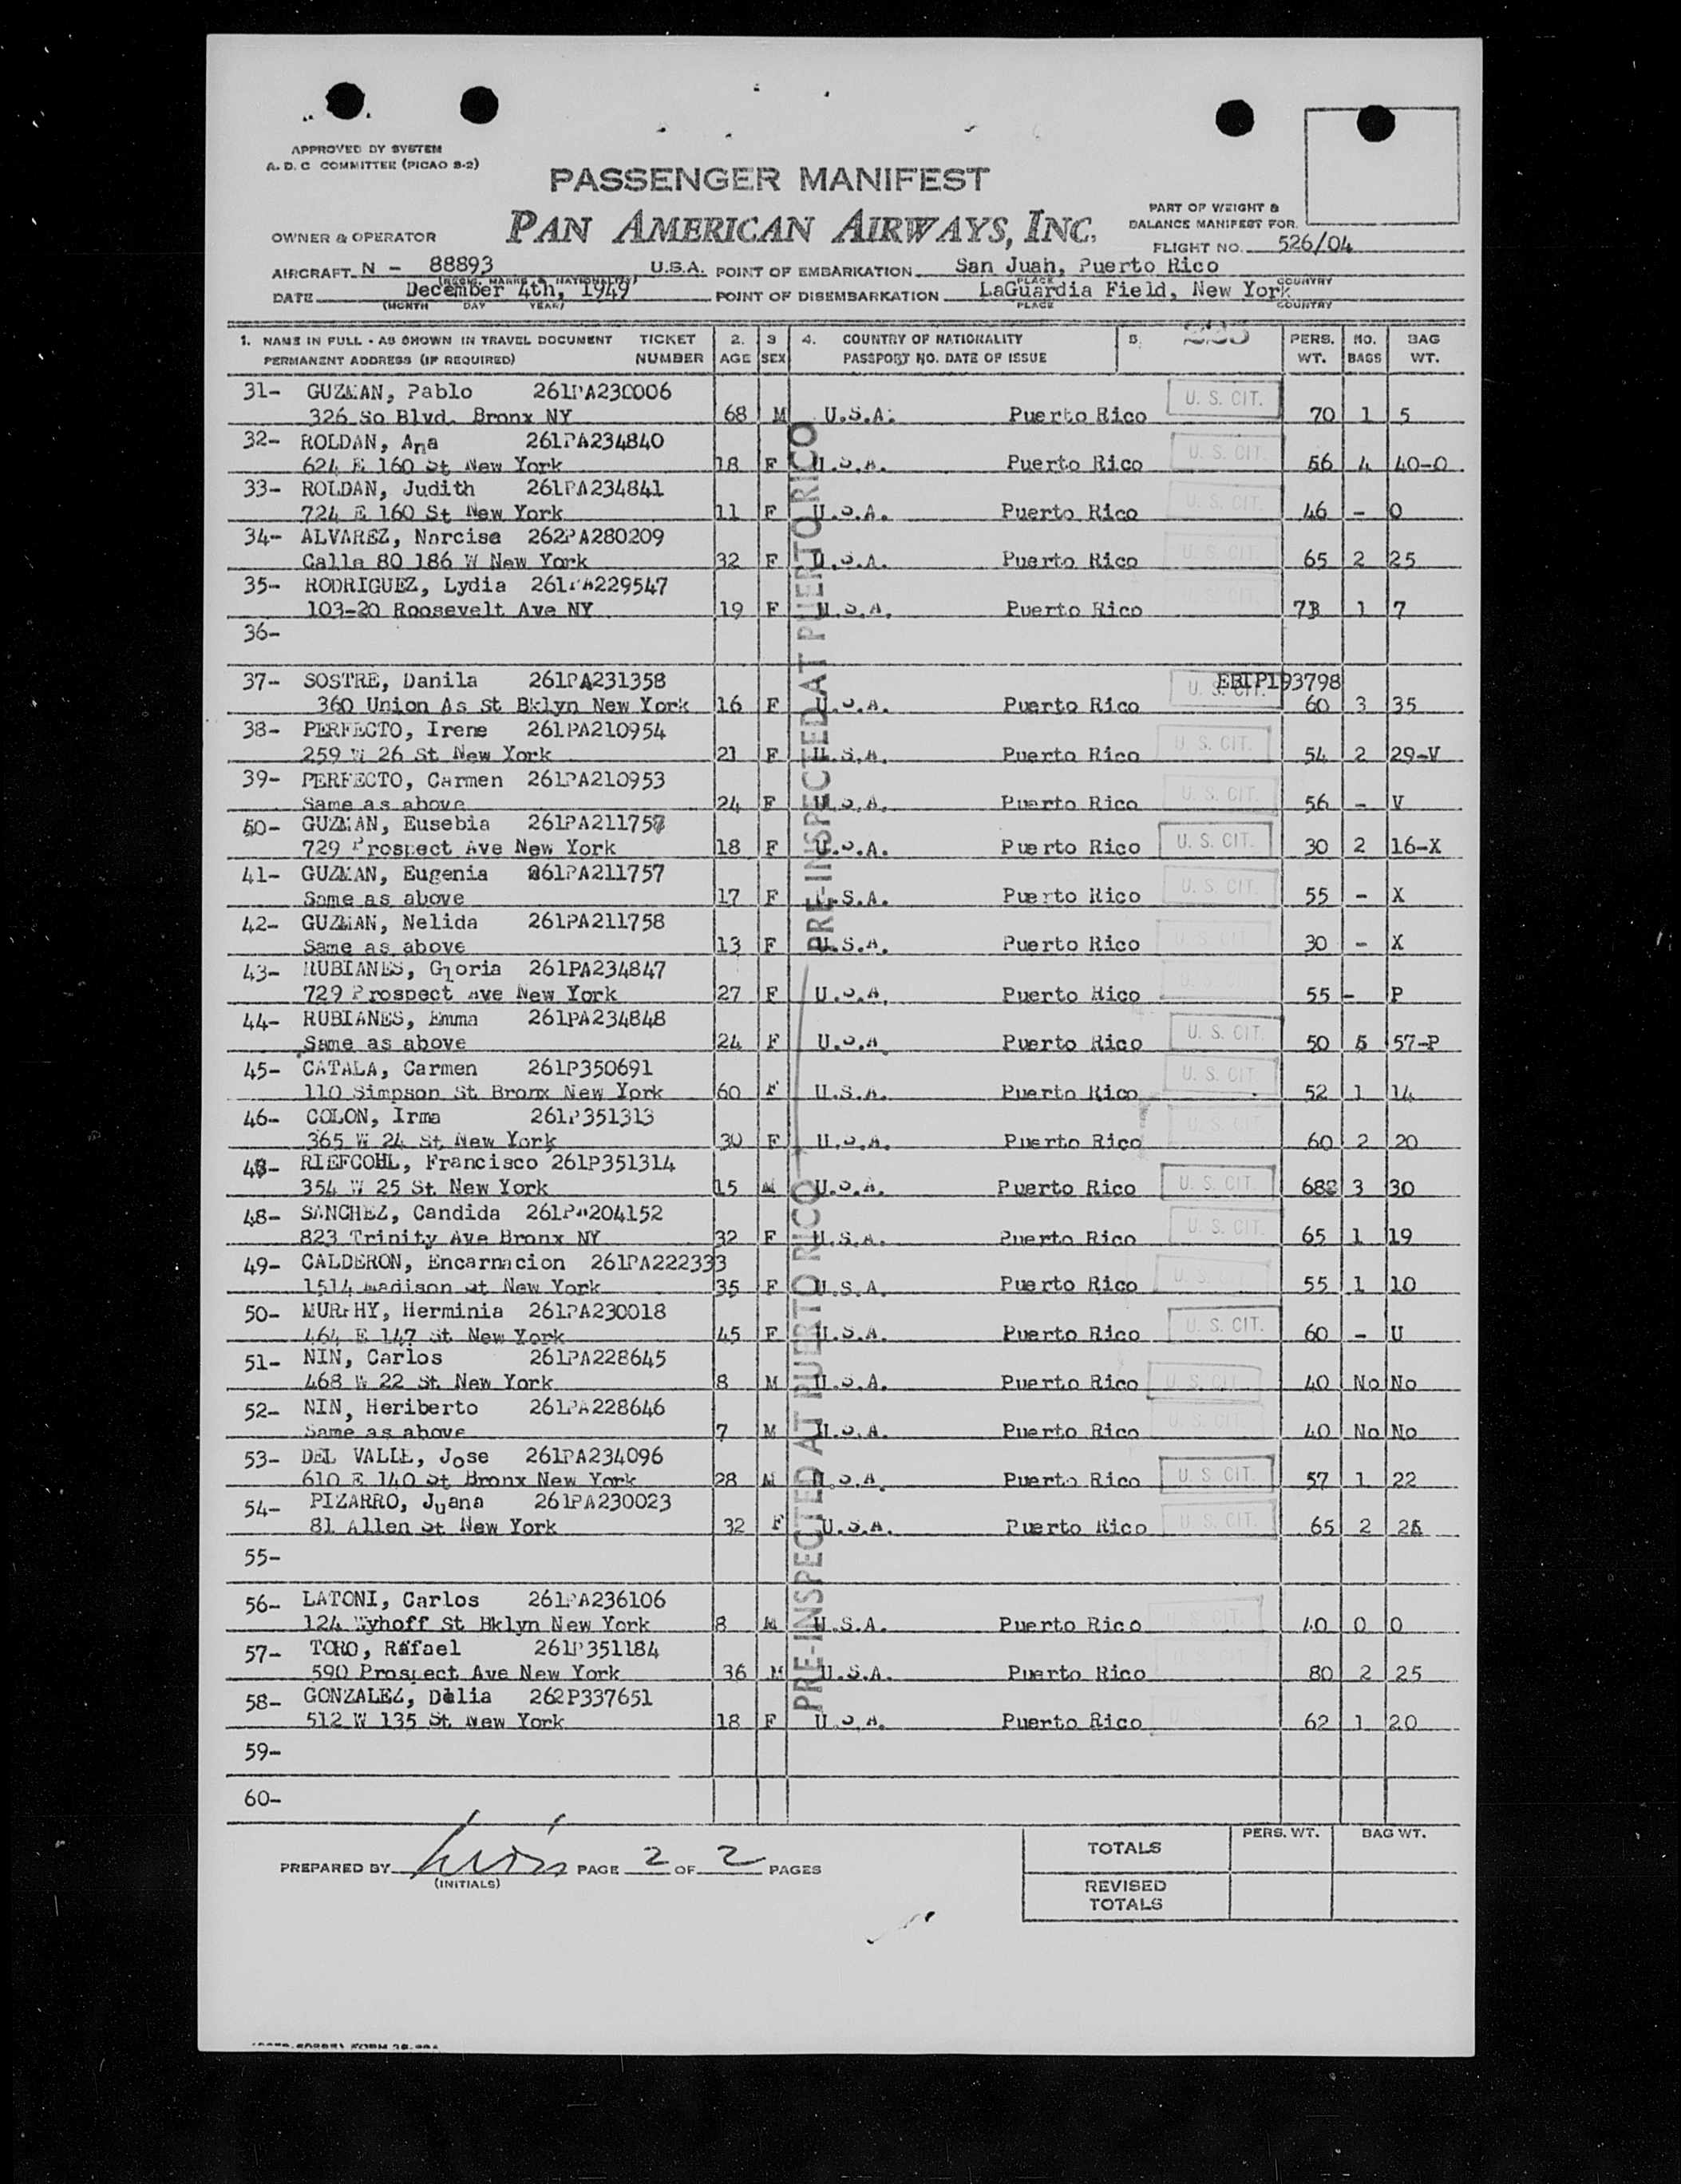 APPROVED BY SYSTEM
A. D. C COMMITTEE (PICAO S-2)
PASSENGER MANIFEST
PAN AMERICAN AIRWAYS, INC.
OWNER & OPERATOR
PART OF WEIGHT &
BALANCE MANIFEST FOR
FLIGHT NO. 526/04
AIRCRAFT N - 88893 U.S.A. POINT OF EMBARKATION San Juan, Puerto Rico
(REGIS. MARKS & NATIONALITY) PLACE COUNTRY
DATE December 4th, 1949 POINT OF DISEMBARKATION LaGuardia Field, New York
(MONTH DAY YEAR) PLACE COUNTRY
1. NAME IN FULL - AS SHOWN IN TRAVEL DOCUMENT TICKET 2. 3 4. COUNTRY OF NATIONALITY 5. PERS. NO. BAG
PERMANENT ADDRESS (IF REQUIRED) NUMBER AGE SEX PASSPORT NO. DATE OF ISSUE WT. BAGS WT.
31- GUZMAN, Pablo 261PA230006 U. S. CIT.
326 So Blvd. Bronx NY 68 M U.S.A. Puerto Rico 70 1 5
32- ROLDAN, Ana 261PA234840 U. S. CIT.
624 E 160 St New York 18 F U.S.A. Puerto Rico 56 4 40-0
33- ROLDAN, Judith 261PA234841 U. S. CIT.
724 E 160 St New York 11 F U.S.A. Puerto Rico 46 - 0
34- ALVAREZ, Narcisa 262PA280209 U. S. CIT.
Calle 80 186 W New York 32 F U.S.A. Puerto Rico 65 2 25
35- RODRIGUEZ, Lydia 261PA229547 U. S. CIT.
103-20 Roosevelt Ave NY 19 F U.S.A. Puerto Rico 73 1 7
36-
37- SOSTRE, Danila 261PA231358 U. S. CIT. EBIP193798
360 Union As St Bklyn New York 16 F U.S.A. Puerto Rico 60 3 35
38- PERFECTO, Irene 261PA210954 U. S. CIT.
259 W 26 St New York 21 F U.S.A. Puerto Rico 54 2 29-V
39- PERFECTO, Carmen 261PA210953 U. S. CIT.
Same as above 24 F U.S.A. Puerto Rico 56 - V
40- GUZMAN, Eusebia 261PA211757 U. S. CIT.
729 Prospect Ave New York 18 F U.S.A. Puerto Rico 30 2 16-X
41- GUZMAN, Eugenia 261PA211757 U. S. CIT.
Same as above 17 F U.S.A. Puerto Rico 55 - X
42- GUZMAN, Nelida 261PA211758 U. S. CIT.
Same as above 13 F U.S.A. Puerto Rico 30 - X
43- RUBIANES, Gloria 261PA234847
729 Prospect Ave New York 27 F U.S.A. Puerto Rico 55 - P
44- RUBIANES, Emma 261PA234848 U. S. CIT.
Same as above 24 F U.S.A Puerto Rico 50 5 57-P
45- CATALA, Carmen 261P350691 U. S. CIT
110 Simpson St Bronx New York 60 F U.S.A. Puerto Rico 52 1 14
46- COLON, Irma 261P351313 U. S. CIT
365 W 24 St New York 30 F U.S.A. Puerto Rico 60 2 20
RIEFCOHL, Francisco 261P351314 U. S. CIT.
354 W 25 St New York 15 M U.S.A. Puerto Rico 68 3 30
48- SANCHEZ, Candida 261PA204152 U. S. CIT.
823 Trinity Ave Bronx NY 32 F U.S.A. Puerto Rico 65 1 19
49- CALDERON, Encarnacion 261PA222333
1514 Madison St New York 35 F U.S.A. Puerto Rico 55 1 10
50- MURPHY, Herminia 261PA230018 U. S. CIT.
464 E 147 St New York 45 F U.S.A. Puerto Rico 60 - U
51- NIN, Carlos 261PA228645 U. S. CIT
468 W 22 St New York 8 M U.S.A. Puerto Rico 40 No No
52- NIN, Heriberto 261PA228646 U. S. CIT
Same as above 7 M U.S.A. Puerto Rico 40 No No
53- DEL VALLE, Jose 261PA234096 U. S. CIT.
610 E 140 St Bronx New York 28 M U.S.A Puerto Rico 57 1 22
54- PIZARRO, Juana 261PA230023 U. S. CIT.
81 Allen St New York 32 F U.S.A. Puerto Rico 65 2
55-
56- LATONI, Carlos 261PA236106 U. S. CIT.
124 Wyhoff St Bklyn New York 8 M U.S.A. Puerto Rico 40 0 0
57- TORO, Rafael 261P351184
590 Prospect Ave New York 36 M U.S.A. Puerto Rico 80 2 25
58- GONZALEZ, Delia 262P337651
512 W 135 St New York 18 F U.S.A. Puerto Rico 62 1 20
59-
60-
PRE-INSPECTED AT PUERTO RICO
PRE-INSPECTED AT PUERTO RICO
PREPARED BY PAGE 2 OF 2 PAGES
(INITIALS)
PERS. WT. BAG WT.
TOTALS
REVISED
TOTALS